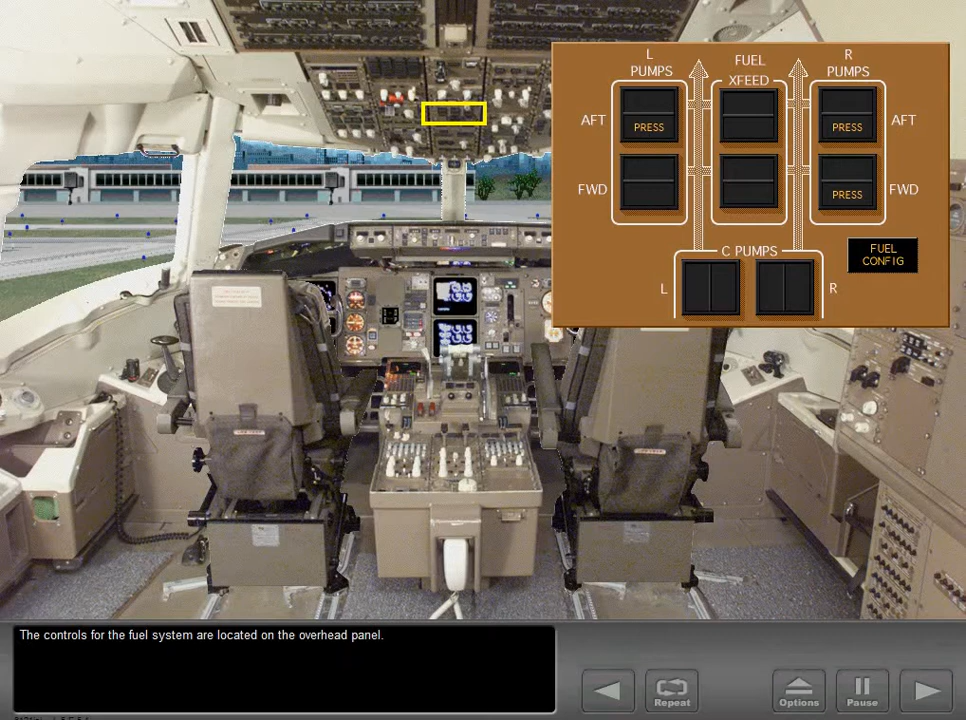 L
PUMPS
FUEL
XFEED
R
PUMPS
AFT
PRESS
PRESS
AFT
FWD
PRESS
FWD
C PUMPS
FUEL
CONFIG
L
R
The controls for the fuel system are located on the overhead panel.
Repeat
Options
Pause